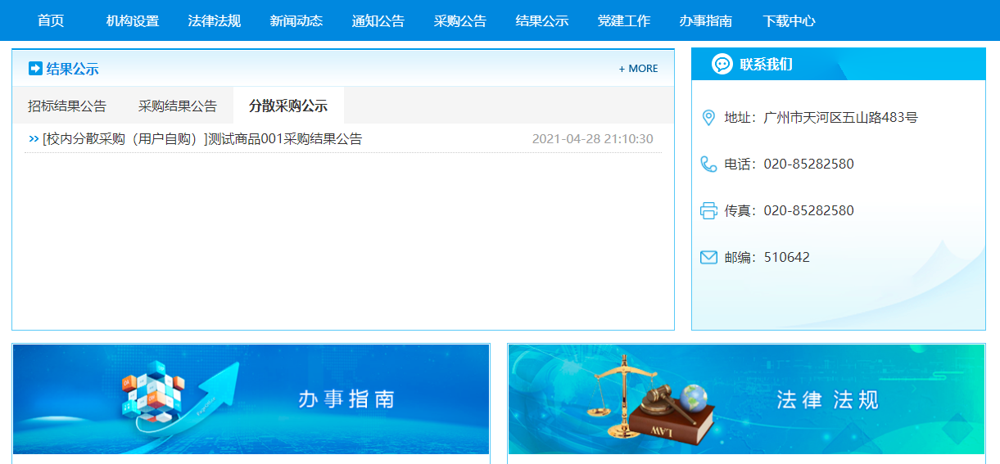 首页 机构设置 法律法规 新闻动态 通知公告 采购公告 结果公示 党建工作 办事指南 下载中心
结果公示 + MORE
招标结果公告 采购结果公告 分散采购公示
[校内分散采购（用户自购）]测试商品001采购结果公告 2021-04-28 21:10:30
联系我们
地址：广州市天河区五山路483号
电话：020-85282580
传真：020-85282580
邮编：510642
办事指南
法律法规
LAW